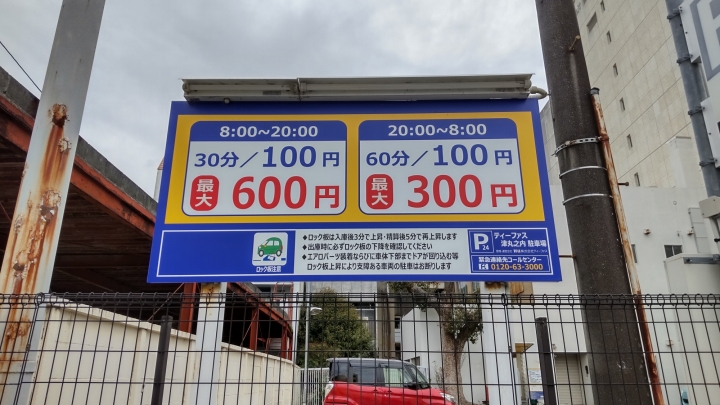 8:00~20:00
30分／100円
最大 600円
20:00~8:00
60分／100円
最大 300円
ロック板注意
◆ロック板は入庫後3分で上昇・精算後5分で再上昇します
◆出庫時に必ずロック板の下降を確認してください
◆エアロパーツ装着ならびに車体下部までドアが回り込む等
ロック板上昇により支障ある車両の駐車はお断りします
P24
ティーファス
津丸之内 駐車場
緊急連絡先コールセンター
0120-63-3000